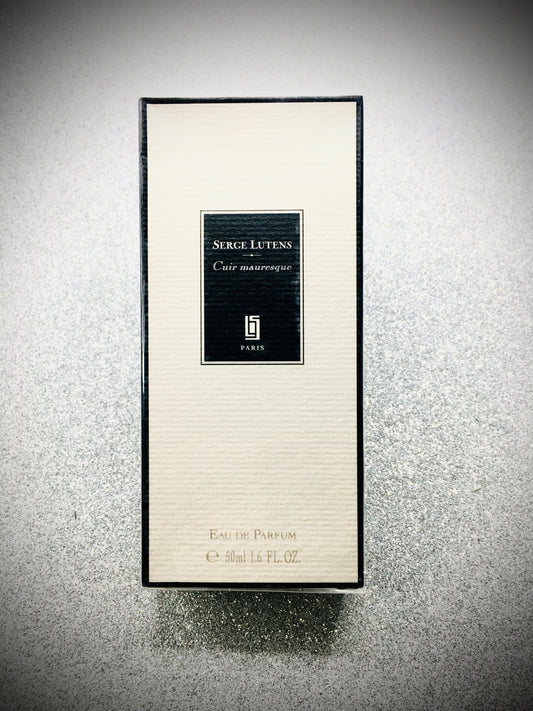 SERGE LUTENS
Cuir mauresque
PARIS
EAU DE PARFUM
℮ 50ml 1.6 FL.OZ.